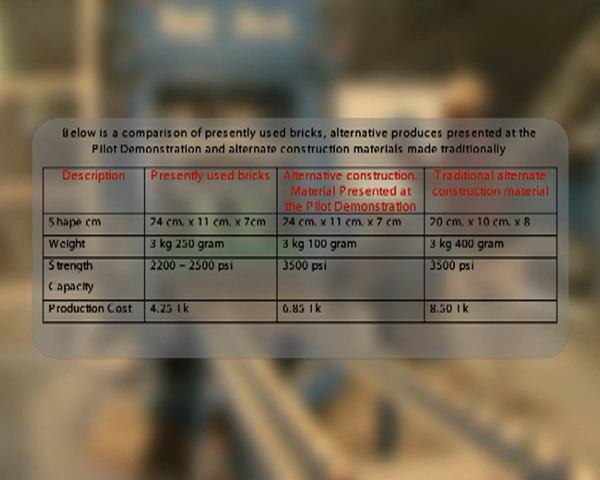 Below is a comparison of presently used bricks, alternative produces presented at the
Pilot Demonstration and alternate construction materials made traditionally
Description Presently used bricks Alternative construction. Traditional alternate
Material Presented at construction material
the Pilot Demonstration
Shape cm 24 cm. x 11 cm. x 7cm 24 cm. x 11 cm. x 7 cm 20 cm. x 10 cm. x 8
Weight 3 kg 250 gram 3 kg 100 gram 3 kg 400 gram
Strength 2200 – 2500 psi 3500 psi 3500 psi
Capacity
Production Cost 4.25 Tk 6.85 Tk 8.50 Tk